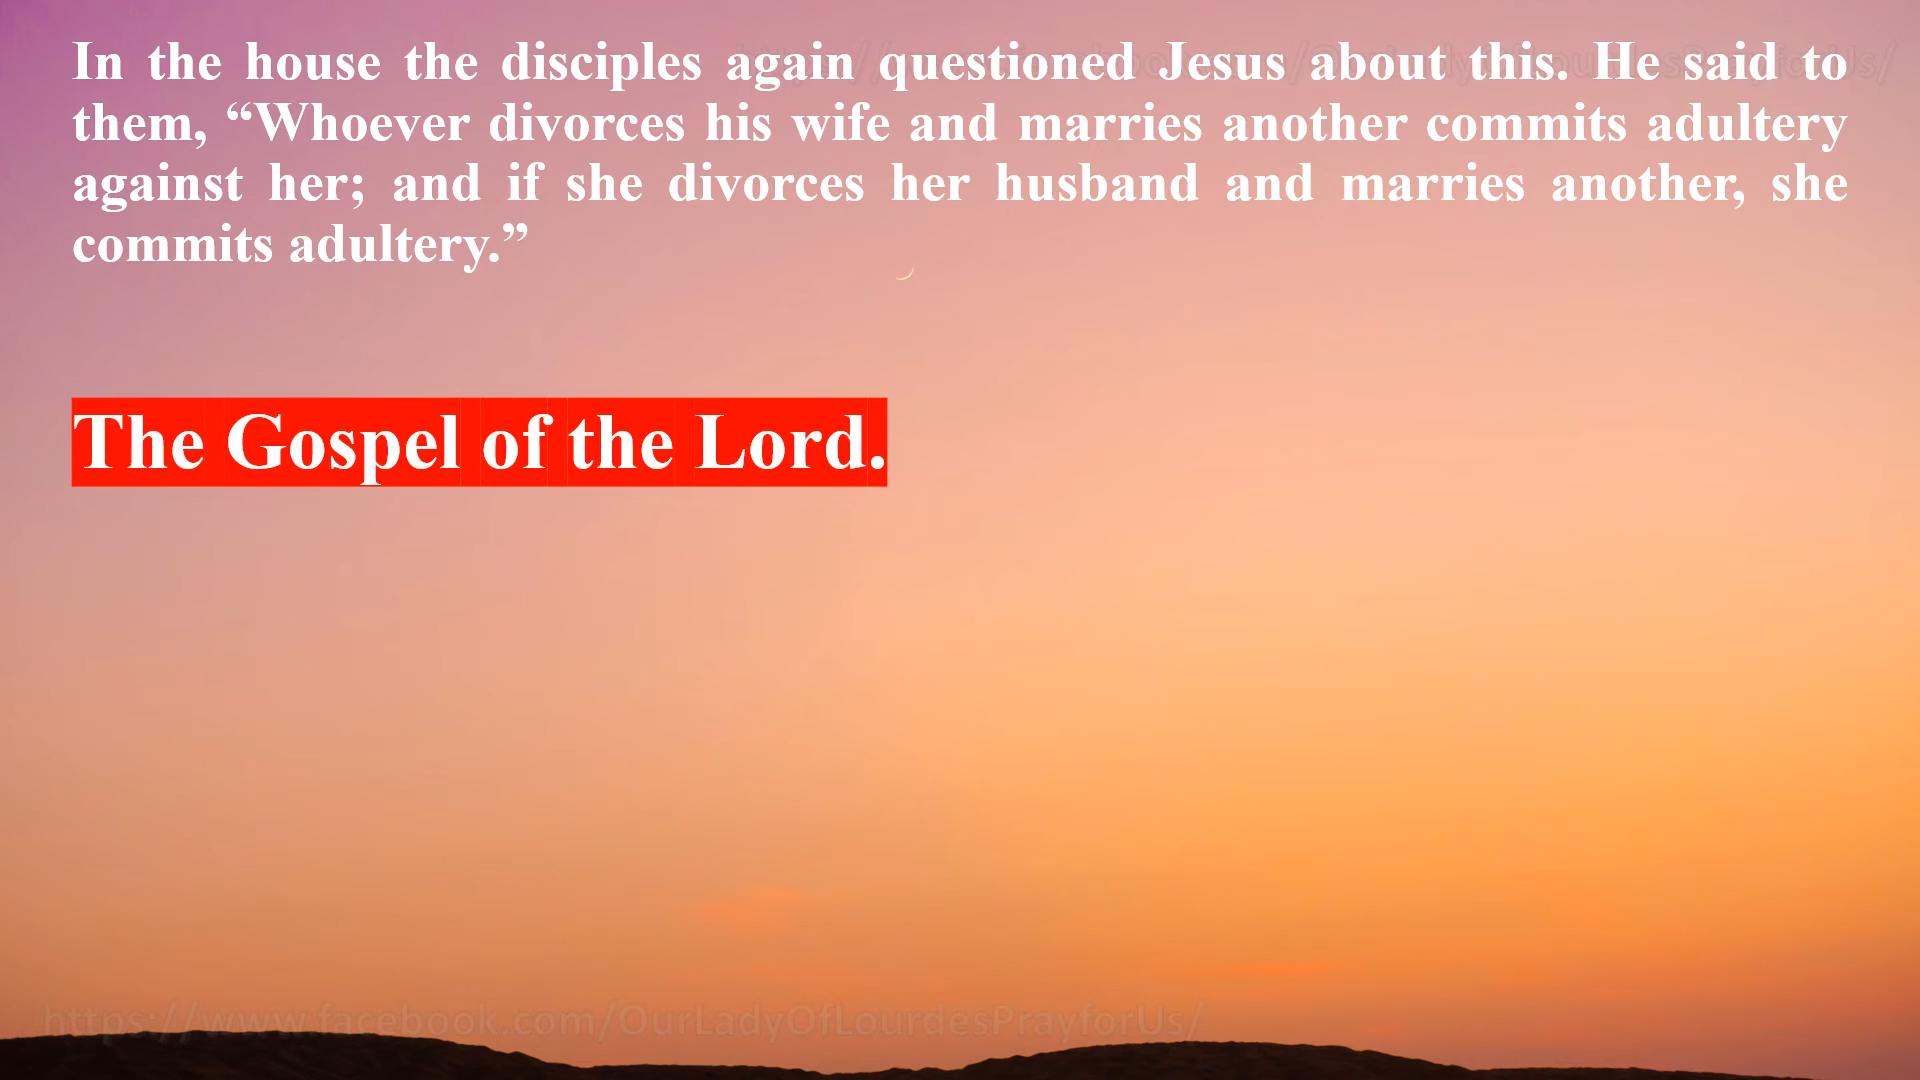 In the house the disciples again questioned Jesus about this. He said to
them, “Whoever divorces his wife and marries another commits adultery
against her; and if she divorces her husband and marries another, she
commits adultery.”
The Gospel of the Lord.
https://www.facebook.com/OurLadyOfLourdesPrayforUs/